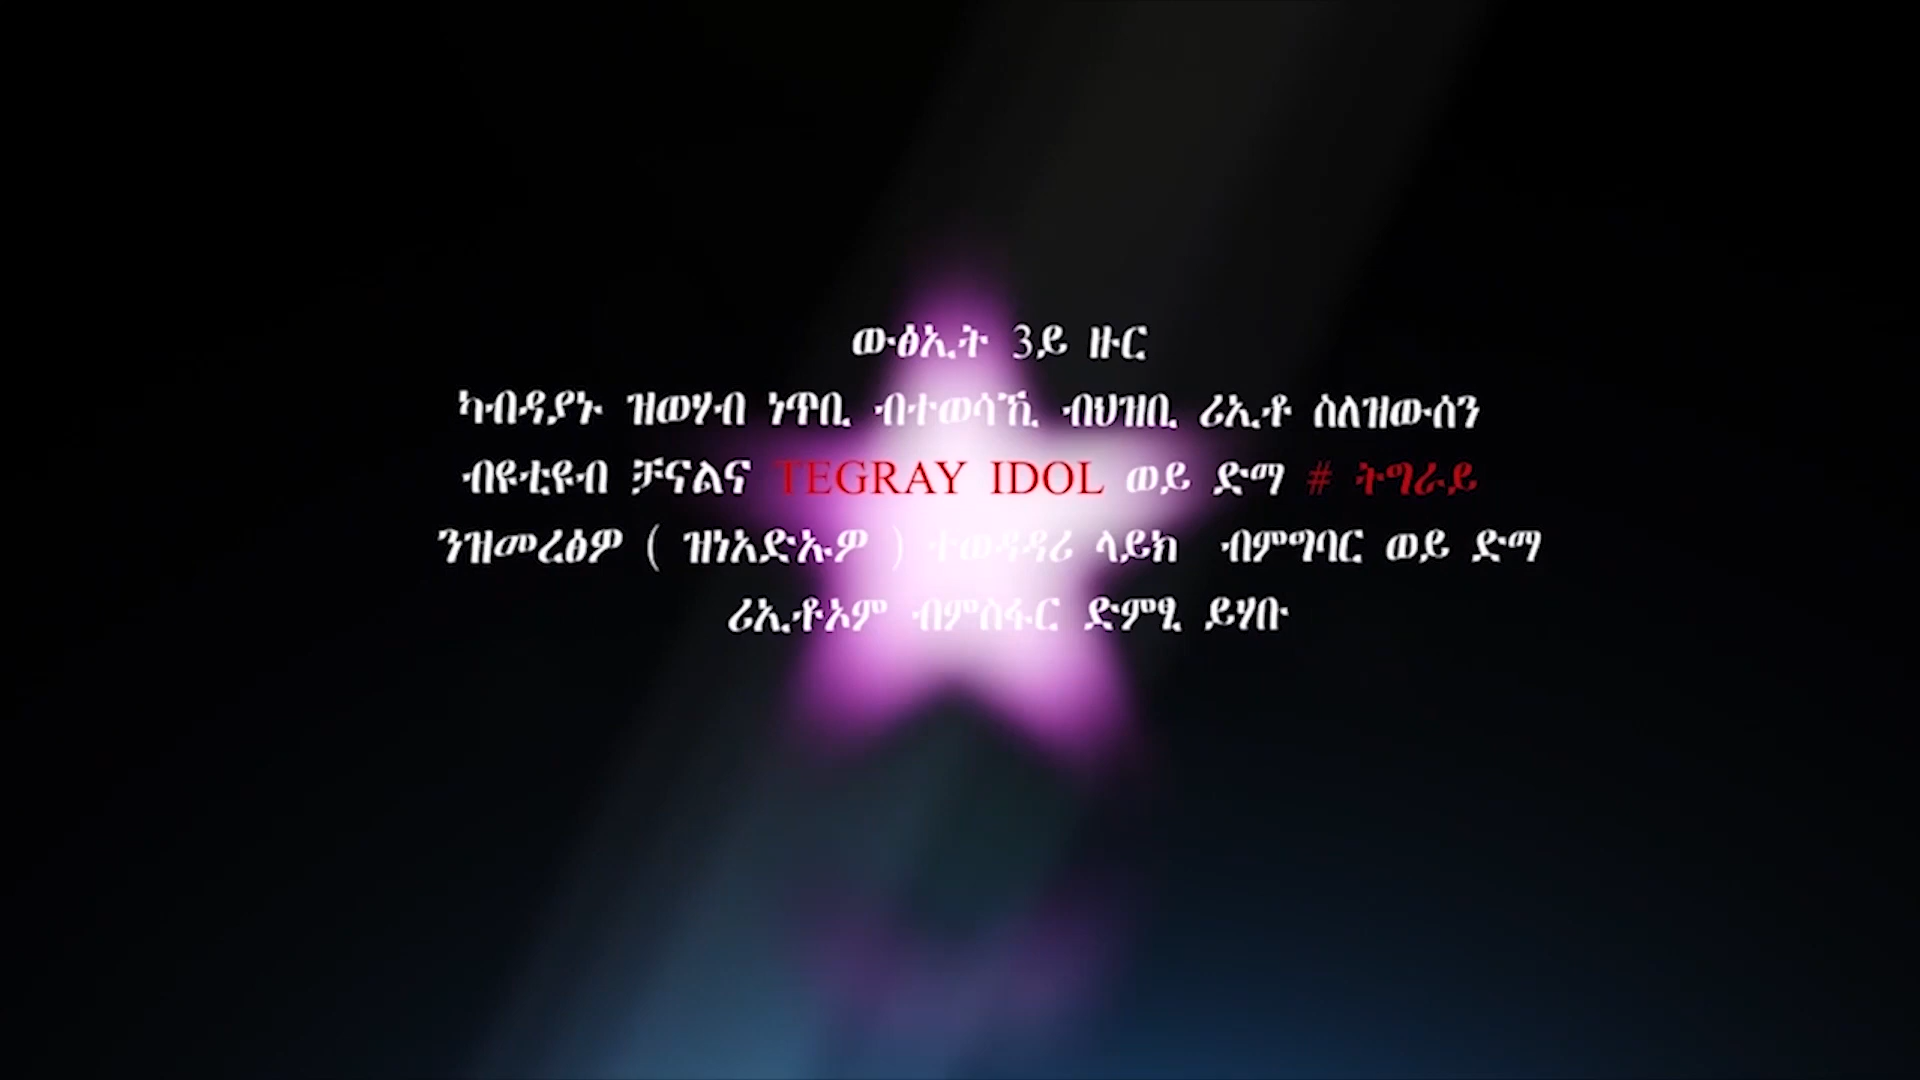 ውፅኢት 3ይ ዙር
ካብዳያኑ ዝወሃብ ነጥቢ ብተወሳኺ ብህዝቢ ሪኢቶ ስለዝውሰን
ብዩቲዩብ ቻናልና TEGRAY IDOL ወይ ድማ # ትግራይ
ንዝመረፅዎ ( ዝነአድኡዎ ) ተወዳዳሪ ላይክ ብምግባር ወይ ድማ
ሪኢቶኦም ብምስፋር ድምፂ ይሃቡ